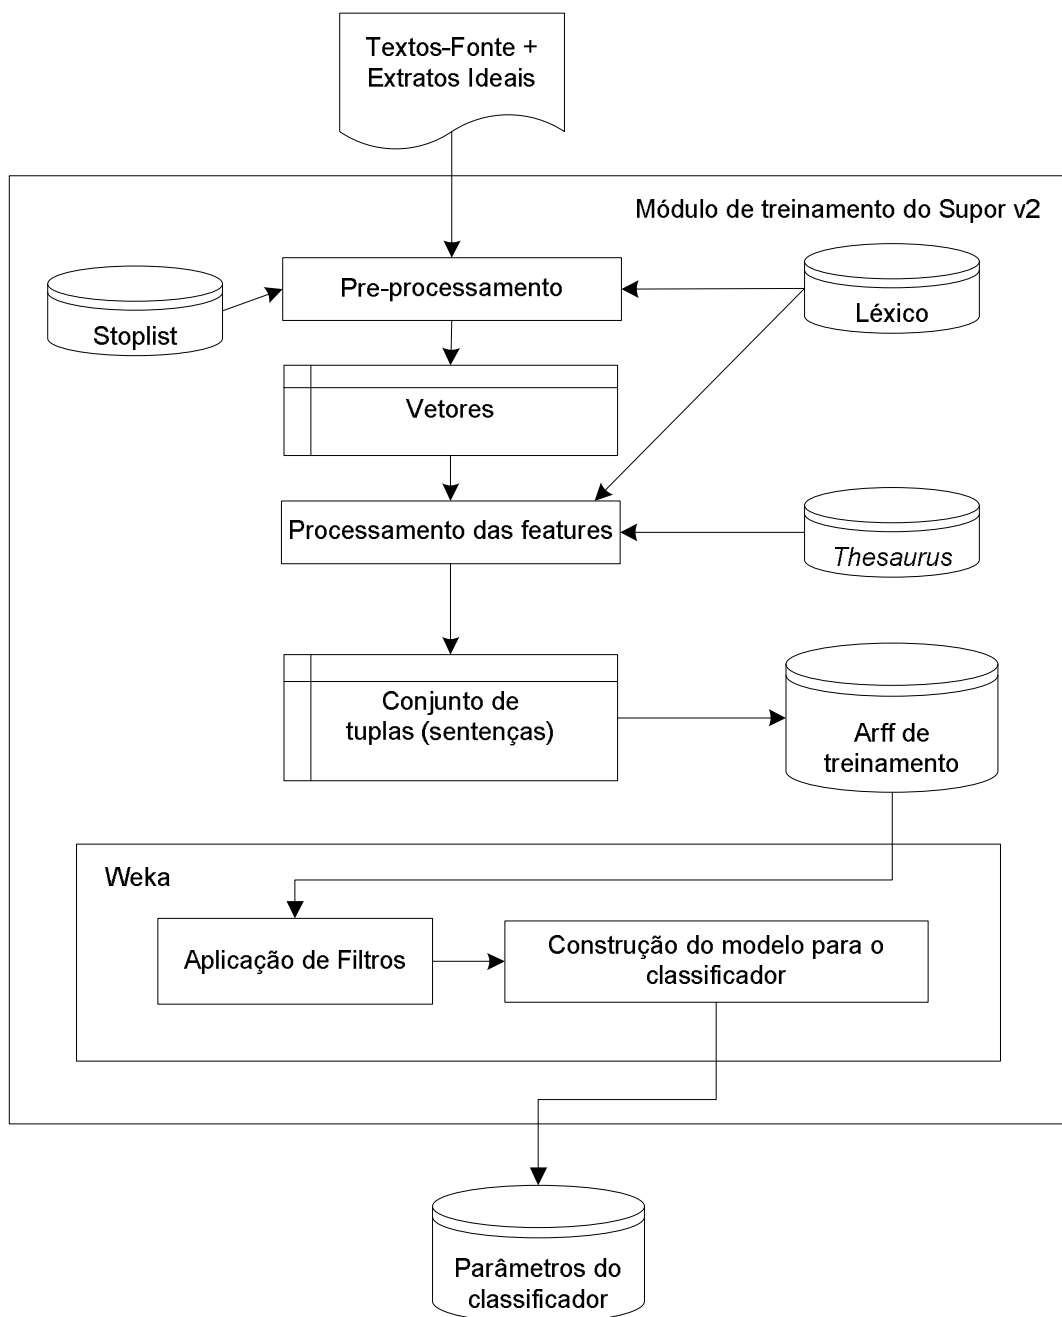 Textos-Fonte +
Extratos Ideais
Módulo de treinamento do Supor v2
Pre-processamento
Stoplist
Léxico
Vetores
Processamento das features
Thesaurus
Conjunto de
tuplas (sentenças)
Arff de
treinamento
Weka
Aplicação de Filtros
Construção do modelo para o
classificador
Parâmetros do
classificador